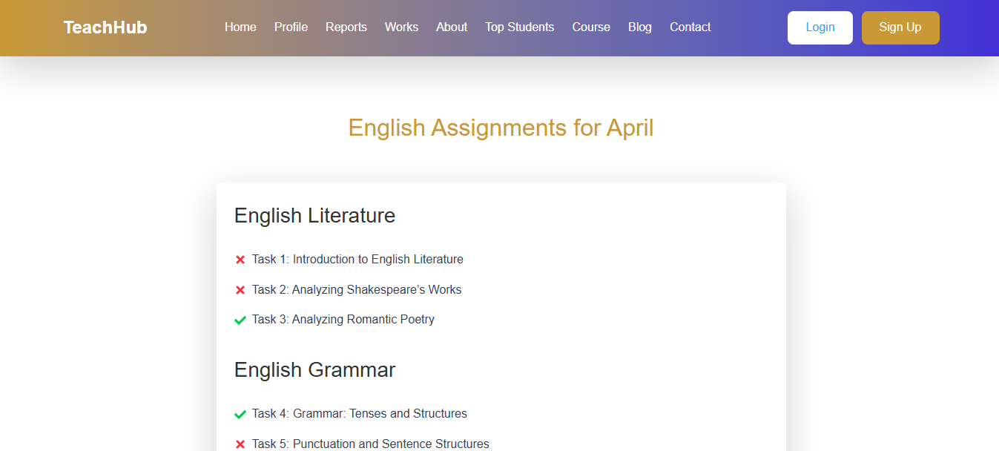 TeachHub
Home Profile Reports Works About Top Students Course Blog Contact
Login
Sign Up
English Assignments for April
English Literature
Task 1: Introduction to English Literature
Task 2: Analyzing Shakespeare’s Works
Task 3: Analyzing Romantic Poetry
English Grammar
Task 4: Grammar: Tenses and Structures
Task 5: Punctuation and Sentence Structures